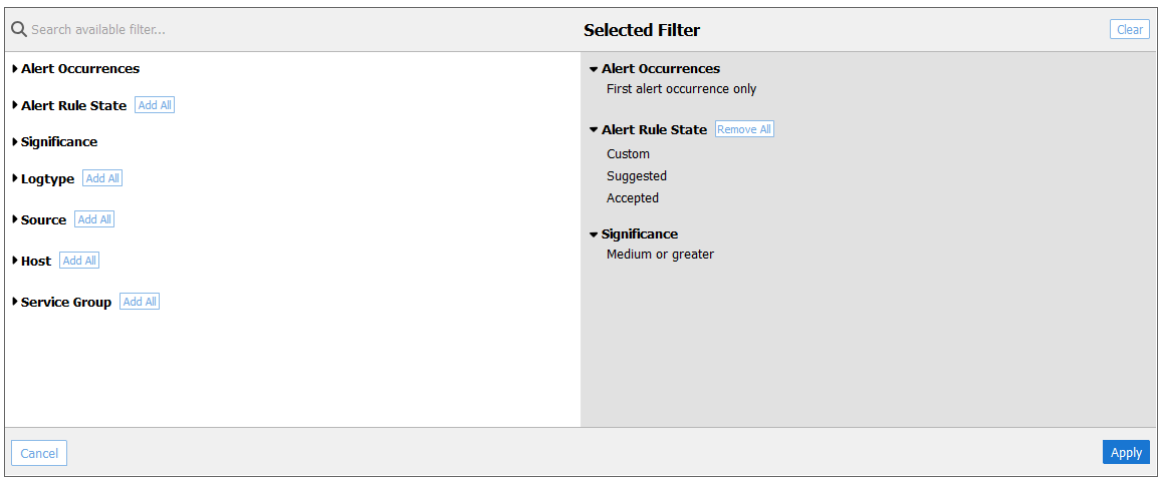 Search available filter...
Selected Filter
Clear
Alert Occurrences
Alert Rule State Add All
Significance
Logtype Add All
Source Add All
Host Add All
Service Group Add All
Alert Occurrences
First alert occurrence only
Alert Rule State Remove All
Custom
Suggested
Accepted
Significance
Medium or greater
Cancel
Apply